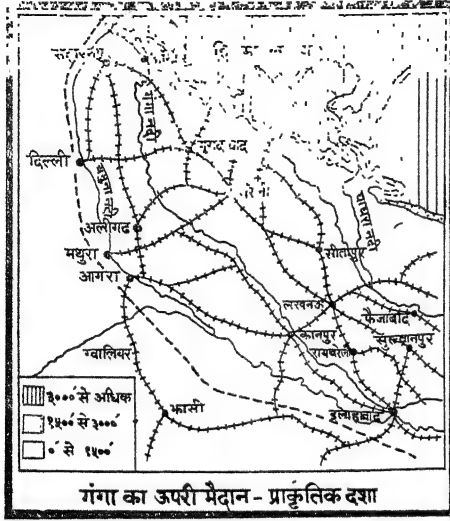 गंगा नदी
दिल्ली
जमुना नदी
घाघरा नदी
अलीगढ़
मथुरा
आगरा
सीतापुर
लखनऊ
फैजाबाद
कानपुर
सुल्तानपुर
रायबरेली
ग्वालियर
झांसी
इलाहाबाद
३०००' से अधिक
१५००' से ३०००'
०' से १५००'
गंगा का ऊपरी मैदान - प्राकृतिक दशा